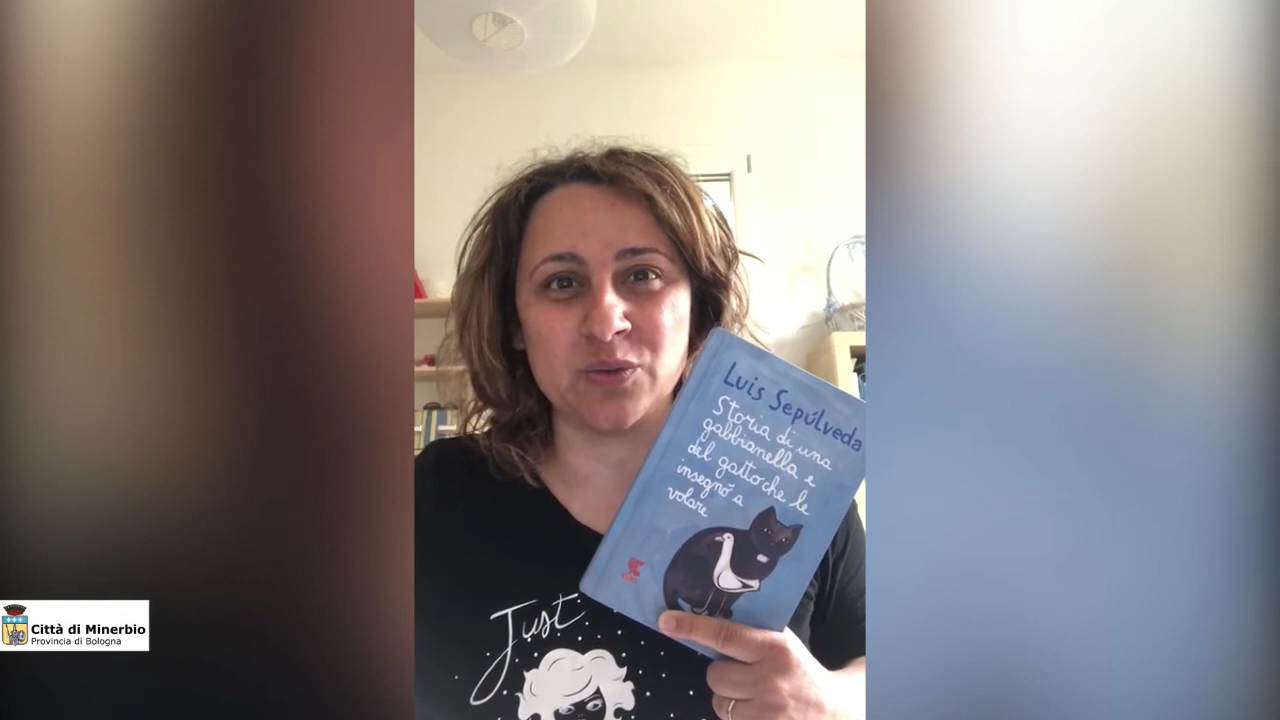 Luis Sepúlveda
Storia di una
gabbianella e
del gatto che le
insegnò a
volare
Just
Città di Minerbio
Provincia di Bologna